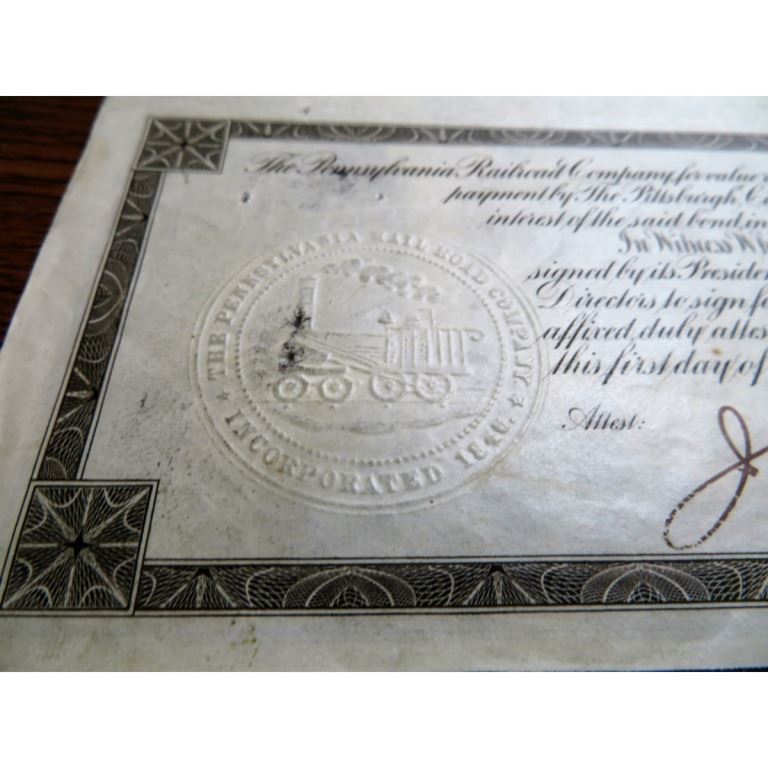 The Pennsylvania Railroad Company, for value
payment by The Pittsburgh,
interest of the said bond, in
In Witness
signed by its
Directors to sign
affixed, duly
this first day of
Attest:
THE PENNSYLVANIA RAIL ROAD COMPANY
★ INCORPORATED 1846. ★